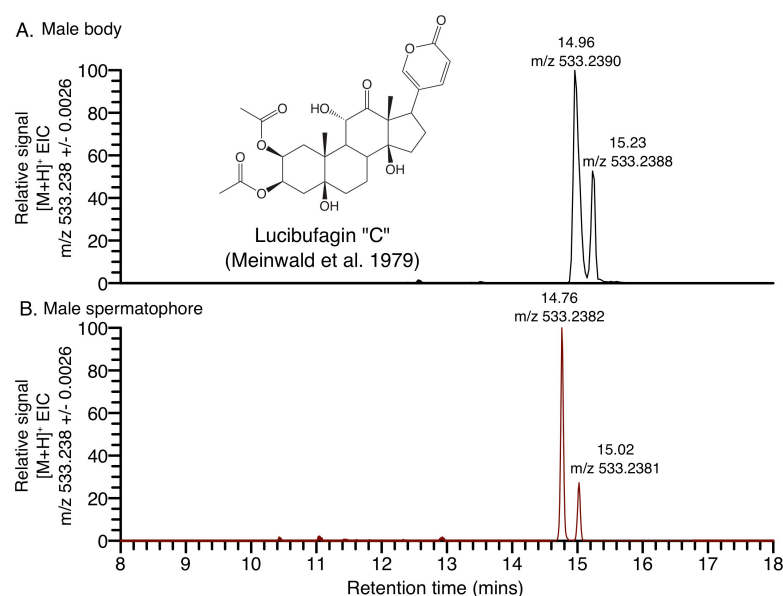 A. Male body
14.96
m/z 533.2390
15.23
m/z 533.2388
Relative signal
[M+H]⁺ EIC
m/z 533.238 +/- 0.0026
100
80
60
40
20
0
O
O
O
HO
O
O
O
O
OH
OH
Lucibufagin "C"
(Meinwald et al. 1979)
B. Male spermatophore
14.76
m/z 533.2382
15.02
m/z 533.2381
Relative signal
[M+H]⁺ EIC
m/z 533.238 +/- 0.0026
100
80
60
40
20
0
8 9 10 11 12 13 14 15 16 17 18
Retention time (mins)